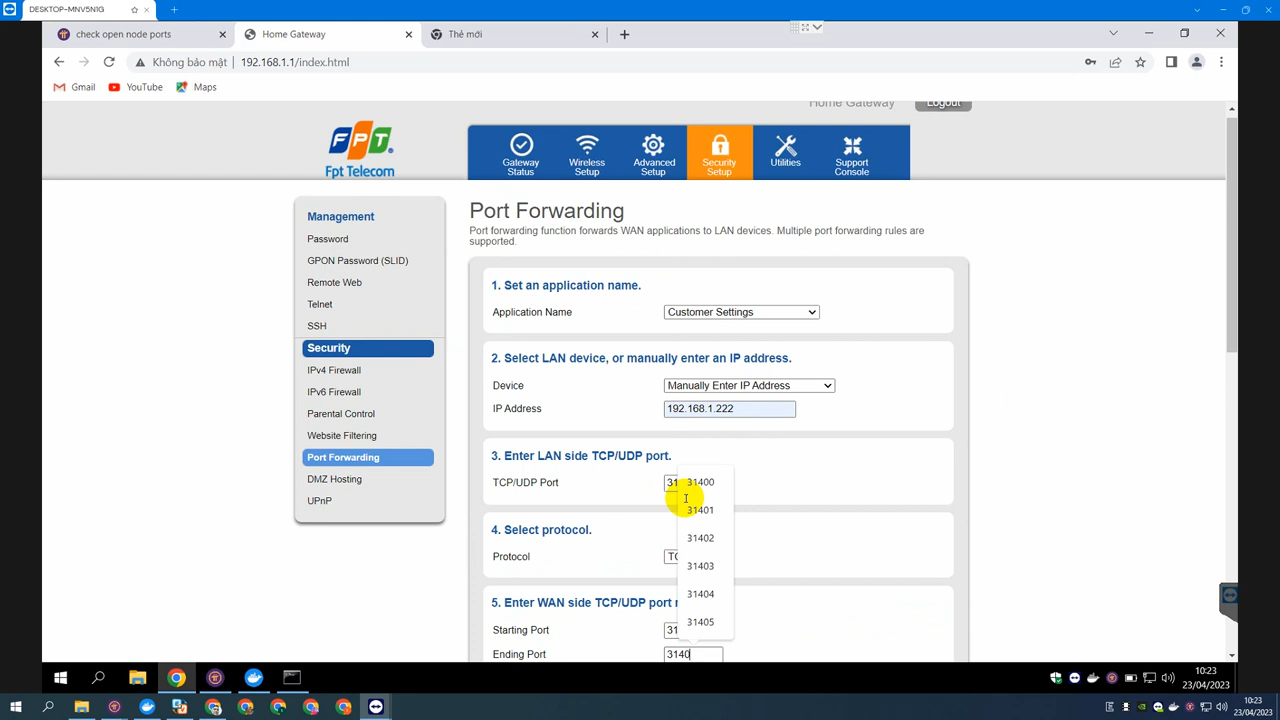 DESKTOP-MNV5NIG
check open node ports
Home Gateway
Thẻ mới
Không bảo mật
192.168.1.1/index.html
Gmail
YouTube
Maps
Home Gateway
Logout
FPT
Fpt Telecom
Gateway Status
Wireless Setup
Advanced Setup
Security Setup
Utilities
Support Console
Management
Password
GPON Password (SLID)
Remote Web
Telnet
SSH
Security
IPv4 Firewall
IPv6 Firewall
Parental Control
Website Filtering
Port Forwarding
DMZ Hosting
UPnP
Port Forwarding
Port forwarding function forwards WAN applications to LAN devices. Multiple port forwarding rules are
supported.
1. Set an application name.
Application Name
Customer Settings
2. Select LAN device, or manually enter an IP address.
Device
Manually Enter IP Address
IP Address
192.168.1.222
3. Enter LAN side TCP/UDP port.
TCP/UDP Port
31
4. Select protocol.
Protocol
TC
5. Enter WAN side TCP/UDP port
Starting Port
31
Ending Port
3140
31400
31401
31402
31403
31404
31405
10:23
23/04/2023
10:23
23/04/2023